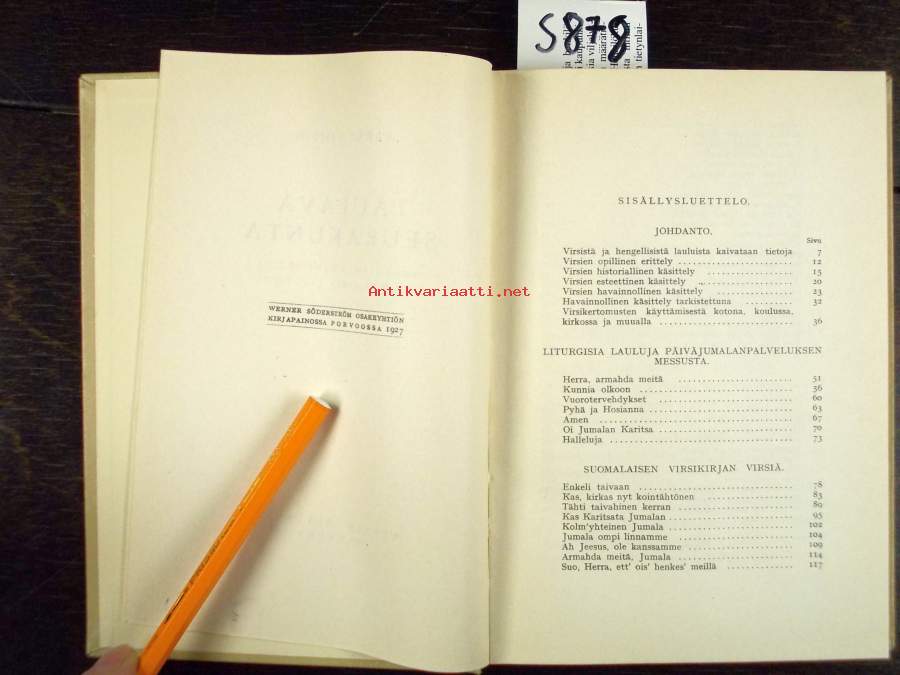 S878
WERNER SÖDERSTRÖM OSAKEYHTIÖN
KIRJAPAINOSSA PORVOOSSA 1927
Antikvariaatti.net
SISÄLLYSLUETTELO.
JOHDANTO.
Sivu
Virsistä ja hengellisistä lauluista kaivataan tietoja 7
Virsien opillinen erittely 12
Virsien historiallinen käsittely 15
Virsien esteettinen käsittely 20
Virsien havainnollinen käsittely 23
Havainnollinen käsittely tarkistettuna 32
Virsikertomusten käyttämisestä kotona, koulussa,
kirkossa ja muualla 36
LITURGISIA LAULUJA PÄIVÄJUMALANPALVELUKSEN
MESSUSTA.
Herra, armahda meitä 51
Kunnia olkoon 56
Vuorotervehdykset 60
Pyhä ja Hosianna 63
Amen 67
Oi Jumalan Karitsa 70
Halleluja 73
SUOMALAISEN VIRSIKIRJAN VIRSIÄ.
Enkeli taivaan 78
Kas, kirkas nyt kointähtönen 83
Tähti taivahinen kerran 89
Kas Karitsata Jumalan 95
Kolm'yhteinen Jumala 102
Jumala ompi linnamme 104
Ah Jeesus, ole kanssamme 109
Armahda meitä, Jumala 114
Suo, Herra, ett' ois' henkes' meillä 117